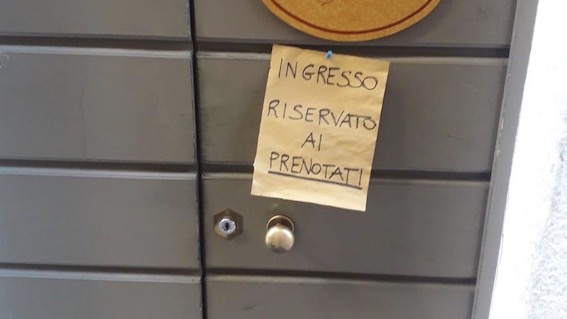 INGRESSO
RISERVATO
AI
PRENOTATI